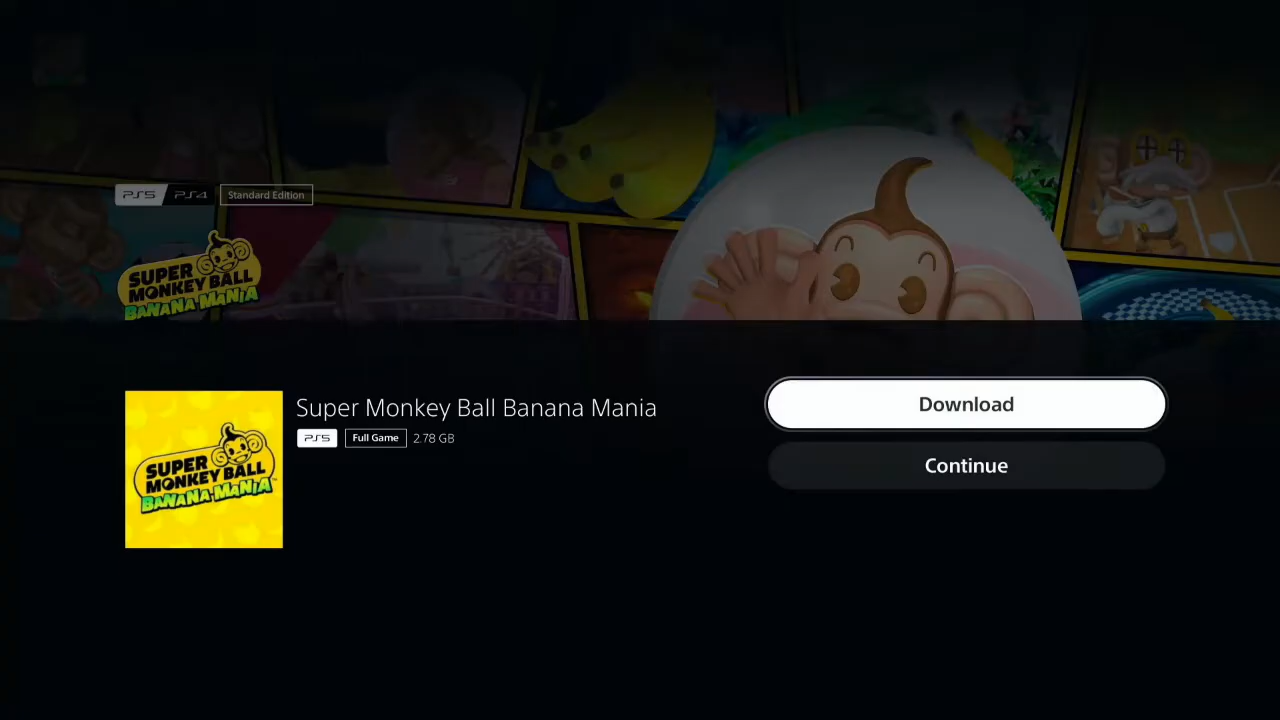 PS5 PS4 Standard Edition
SUPER
MONKEY BALL
BANANA MANIA
Super Monkey Ball Banana Mania
PS5 Full Game 2.78 GB
SUPER
MONKEY BALL
BANANA MANIA™
Download
Continue